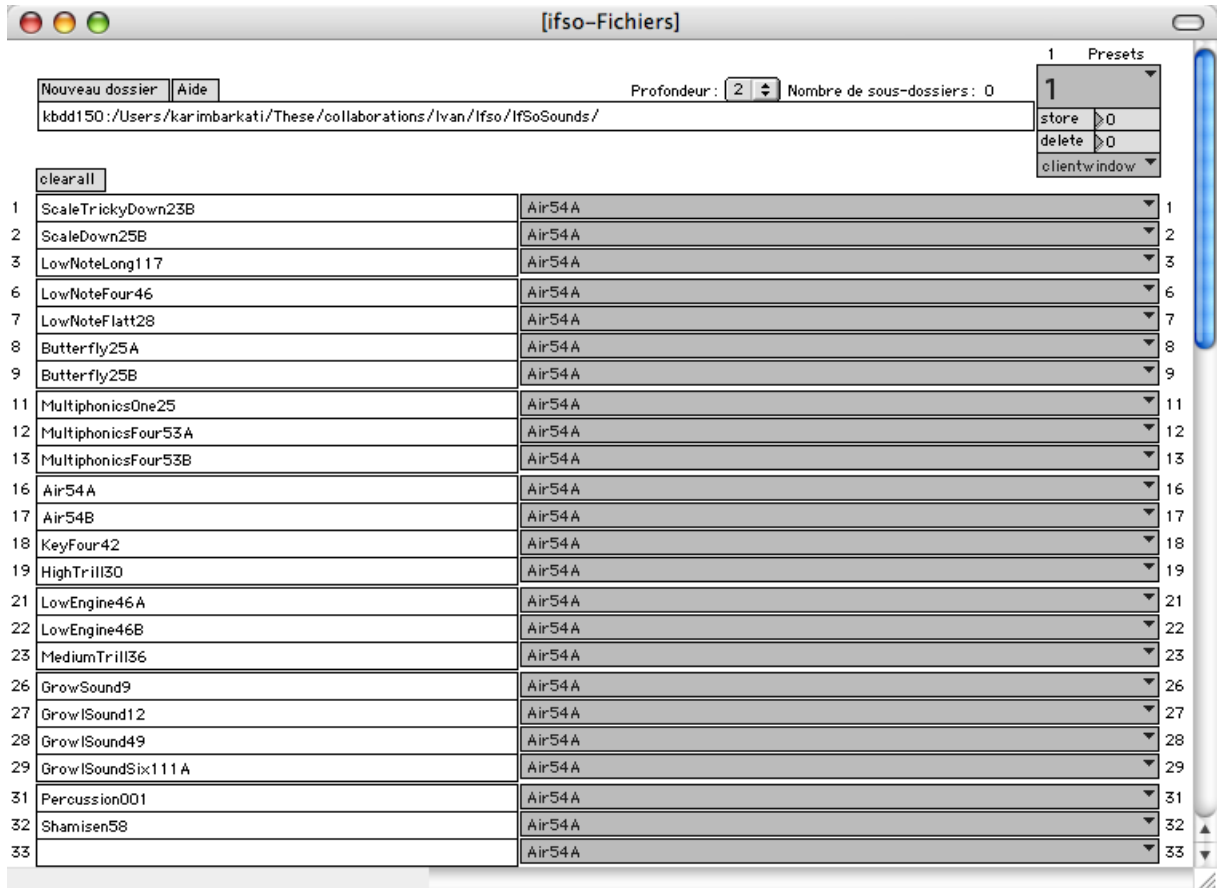 [ifso-Fichiers]
1 Presets
Nouveau dossier Aide Profondeur: 2 Nombre de sous-dossiers: 0 1
kbdd150:/Users/karimbarkati/These/collaborations/Ivan/Ifso/IfSoSounds/ store 0
delete 0
clearall clientwindow
1 ScaleTrickyDown23B Air54A 1
2 ScaleDown25B Air54A 2
3 LowNoteLong117 Air54A 3
6 LowNoteFour46 Air54A 6
7 LowNoteFlatt28 Air54A 7
8 Butterfly25A Air54A 8
9 Butterfly25B Air54A 9
11 MultiphonicsOne25 Air54A 11
12 MultiphonicsFour53A Air54A 12
13 MultiphonicsFour53B Air54A 13
16 Air54A Air54A 16
17 Air54B Air54A 17
18 KeyFour42 Air54A 18
19 HighTrill30 Air54A 19
21 LowEngine46A Air54A 21
22 LowEngine46B Air54A 22
23 MediumTrill36 Air54A 23
26 GrowSound9 Air54A 26
27 GrowlSound12 Air54A 27
28 GrowlSound49 Air54A 28
29 GrowlSoundSix111A Air54A 29
31 Percussion001 Air54A 31
32 Shamisen58 Air54A 32
33 Air54A 33